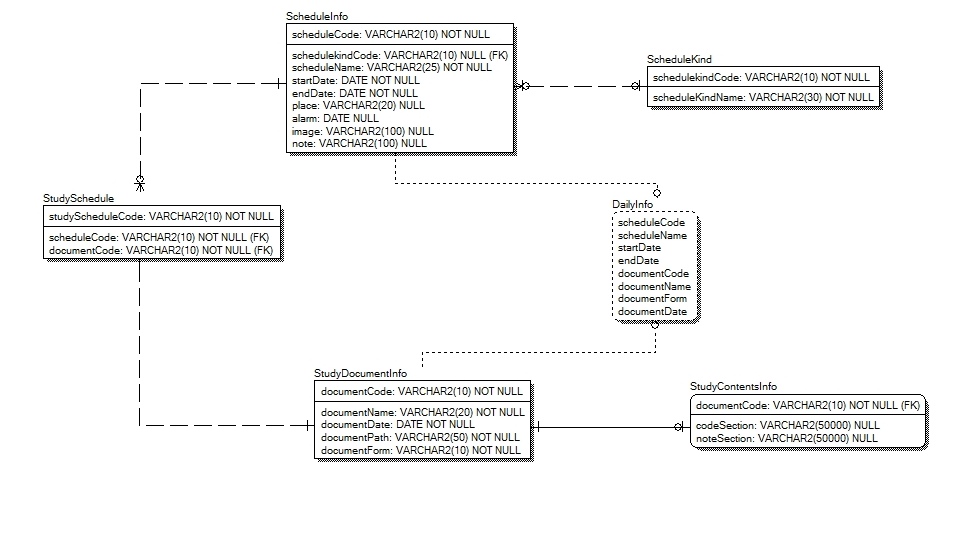 ScheduleInfo
scheduleCode: VARCHAR2(10) NOT NULL
schedulekindCode: VARCHAR2(10) NULL (FK)
scheduleName: VARCHAR2(25) NOT NULL
startDate: DATE NOT NULL
endDate: DATE NOT NULL
place: VARCHAR2(20) NULL
alarm: DATE NULL
image: VARCHAR2(100) NULL
note: VARCHAR2(100) NULL
ScheduleKind
schedulekindCode: VARCHAR2(10) NOT NULL
scheduleKindName: VARCHAR2(30) NOT NULL
StudySchedule
studyScheduleCode: VARCHAR2(10) NOT NULL
scheduleCode: VARCHAR2(10) NOT NULL (FK)
documentCode: VARCHAR2(10) NOT NULL (FK)
DailyInfo
scheduleCode
scheduleName
startDate
endDate
documentCode
documentName
documentForm
documentDate
StudyDocumentInfo
documentCode: VARCHAR2(10) NOT NULL
documentName: VARCHAR2(20) NOT NULL
documentDate: DATE NOT NULL
documentPath: VARCHAR2(50) NOT NULL
documentForm: VARCHAR2(10) NOT NULL
StudyContentsInfo
documentCode: VARCHAR2(10) NOT NULL (FK)
codeSection: VARCHAR2(50000) NULL
noteSection: VARCHAR2(50000) NULL